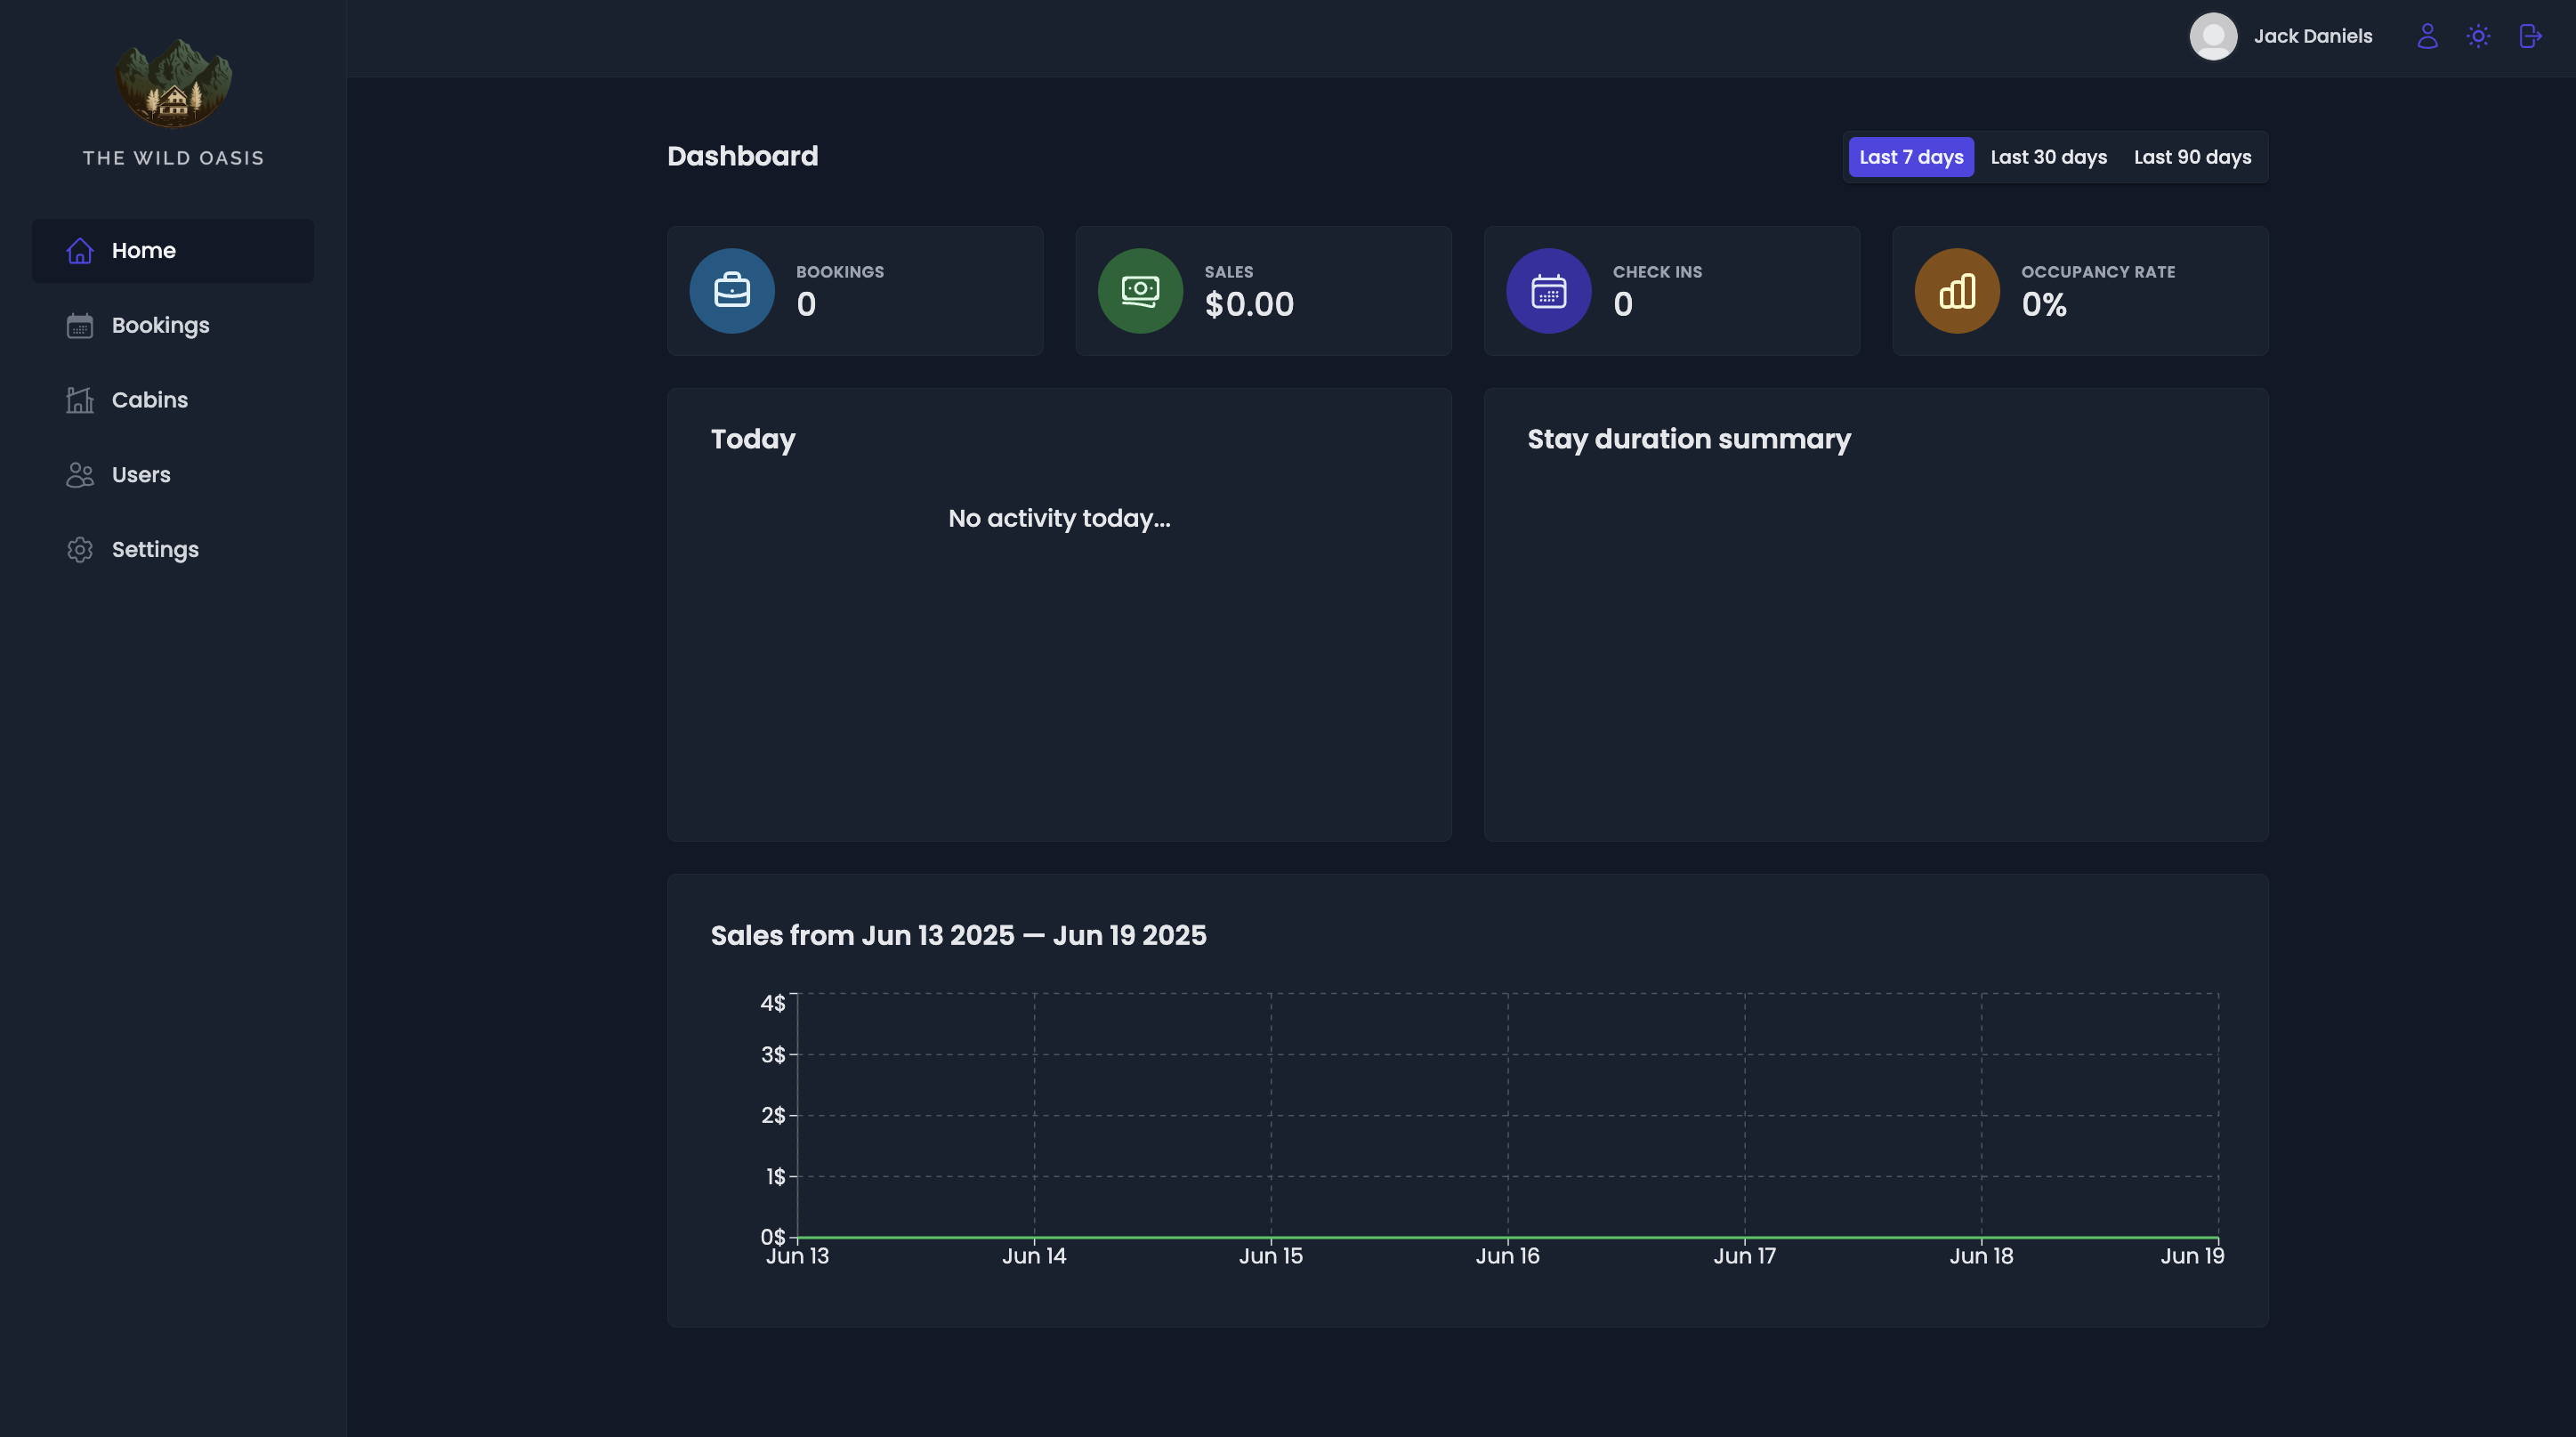 THE WILD OASIS
Home
Bookings
Cabins
Users
Settings
Jack Daniels
Dashboard
Last 7 days
Last 30 days
Last 90 days
BOOKINGS
0
SALES
$0.00
CHECK INS
0
OCCUPANCY RATE
0%
Today
No activity today...
Stay duration summary
Sales from Jun 13 2025 — Jun 19 2025
4$
3$
2$
1$
0$
Jun 13
Jun 14
Jun 15
Jun 16
Jun 17
Jun 18
Jun 19